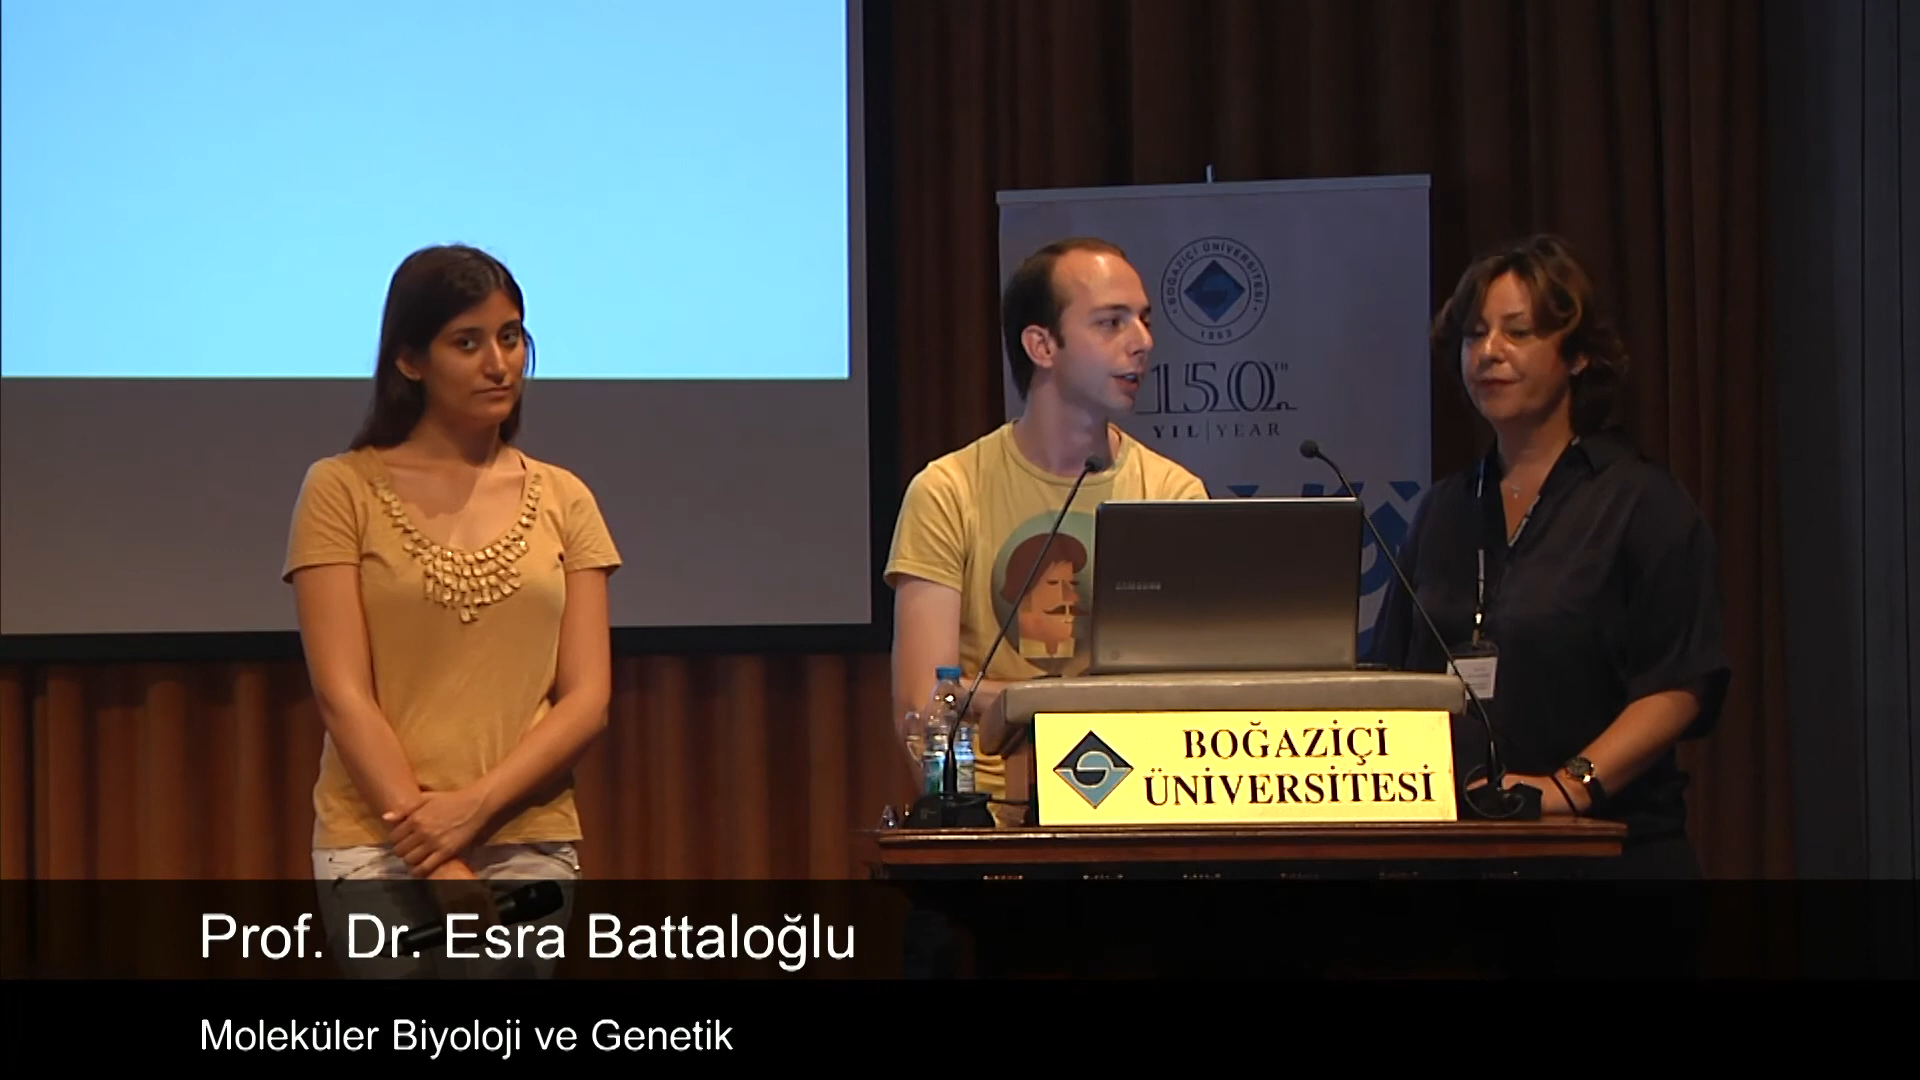 BOĞAZİÇİ ÜNİVERSİTESİ
1863
150TH
YIL | YEAR
SAMSUNG
BOĞAZİÇİ
ÜNİVERSİTESİ
Prof. Dr. Esra Battaloğlu
Moleküler Biyoloji ve Genetik